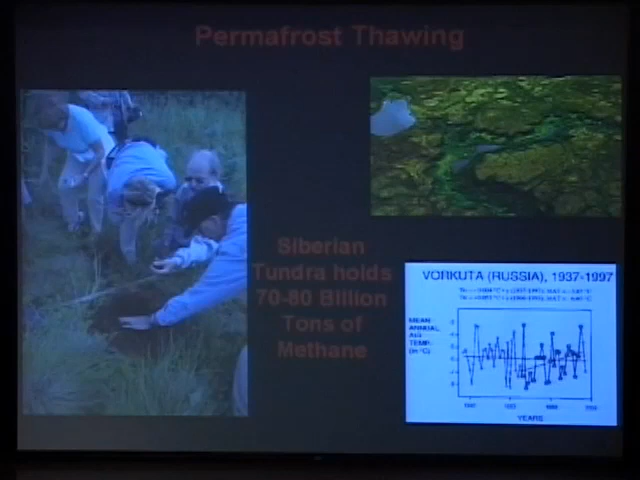 Permafrost Thawing
Siberian
Tundra holds
70-80 Billion
Tons of
Methane
VORKUTA (RUSSIA), 1937-1997
MEAN
ANNUAL
AIR
TEMP.
(in °C)
YEARS